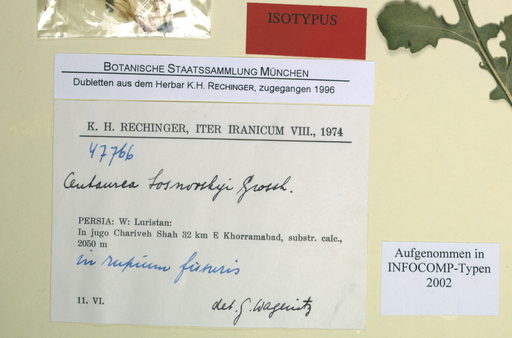 ISOTYPUS
BOTANISCHE STAATSSAMMLUNG MÜNCHEN
Dubletten aus dem Herbar K.H. RECHINGER, zugegangen 1996
K. H. RECHINGER, ITER IRANICUM VIII., 1974
47766
Centaurea Sosnovskyi Grossh.
PERSIA: W: Luristan:
In jugo Chariveh Shah 32 km E Khorramabad, substr. calc.,
2050 m
in rupium fissuris
11. VI.
det. G. Wagenitz
Aufgenommen in
INFOCOMP-Typen
2002